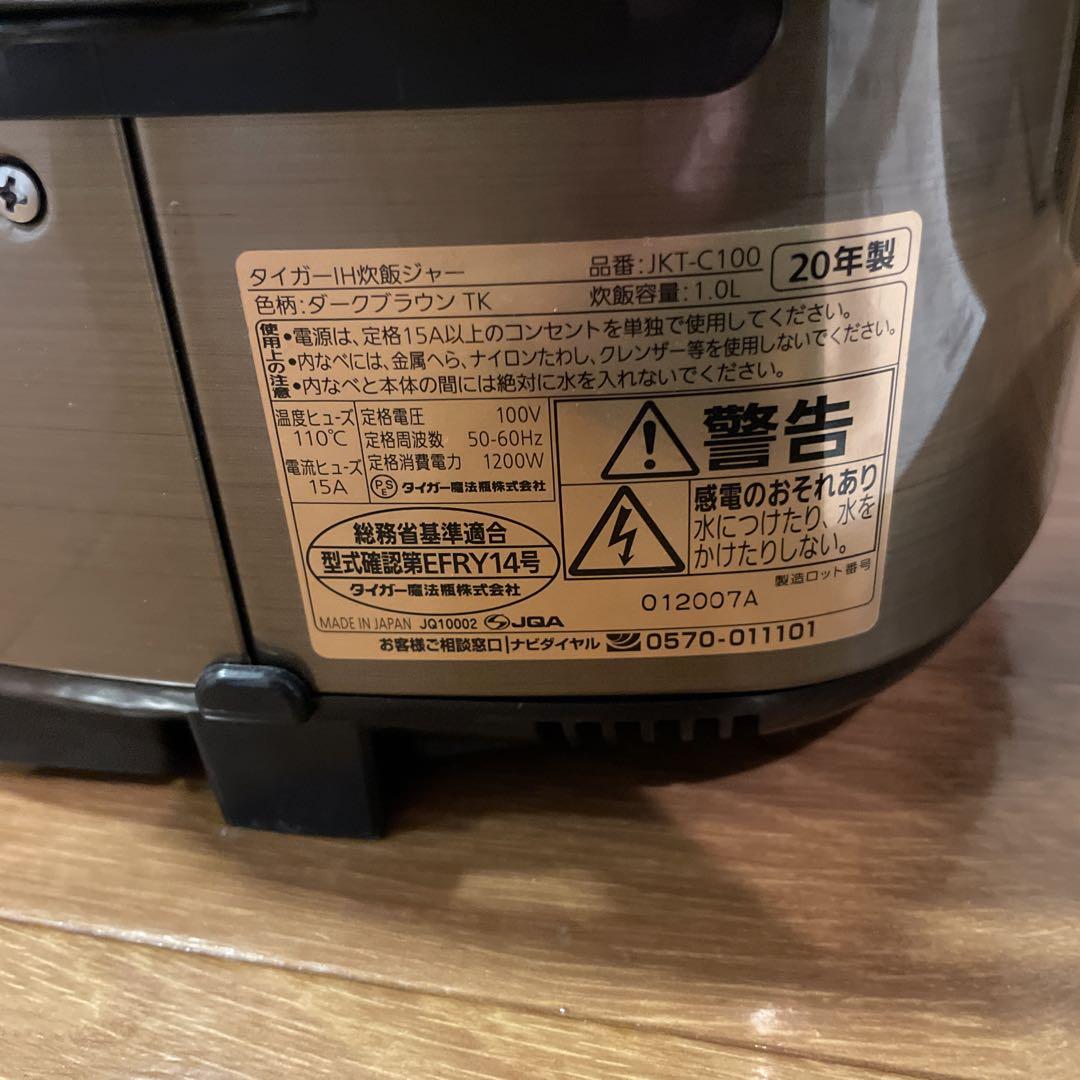 タイガーIH炊飯ジャー 品番:JKT-C100 20年製
色柄:ダークブラウン TK 炊飯容量:1.0L
使用上の注意
•電源は、定格15A以上のコンセントを単独で使用してください。
•内なべには、金属へら、ナイロンたわし、クレンザー等を使用しないでください。
•内なべと本体の間には絶対に水を入れないでください。
温度ヒューズ
110℃
電流ヒューズ
15A
定格電圧 100V
定格周波数 50-60Hz
定格消費電力 1200W
PSE タイガー魔法瓶株式会社
警告
感電のおそれあり
水につけたり、水を
かけたりしない。
総務省基準適合
型式確認第EFRY14号
タイガー魔法瓶株式会社
製造ロット番号
012007A
MADE IN JAPAN JQ10002 JQA
お客様ご相談窓口 ナビダイヤル 0570-011101